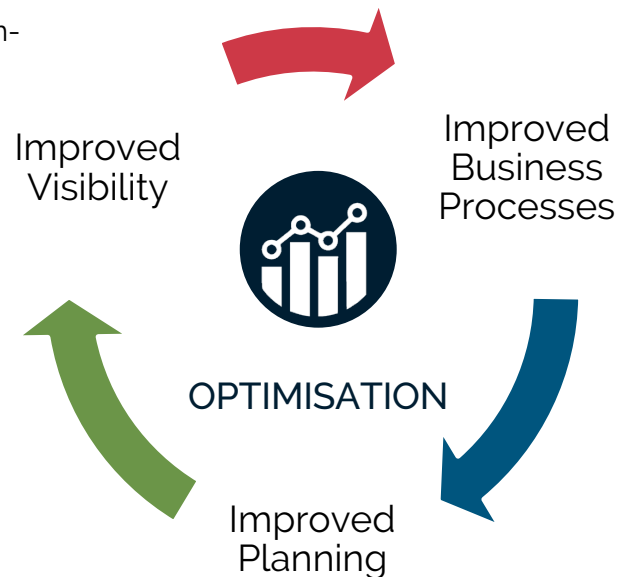 n-
Improved
Visibility
Improved
Business
Processes
OPTIMISATION
Improved
Planning